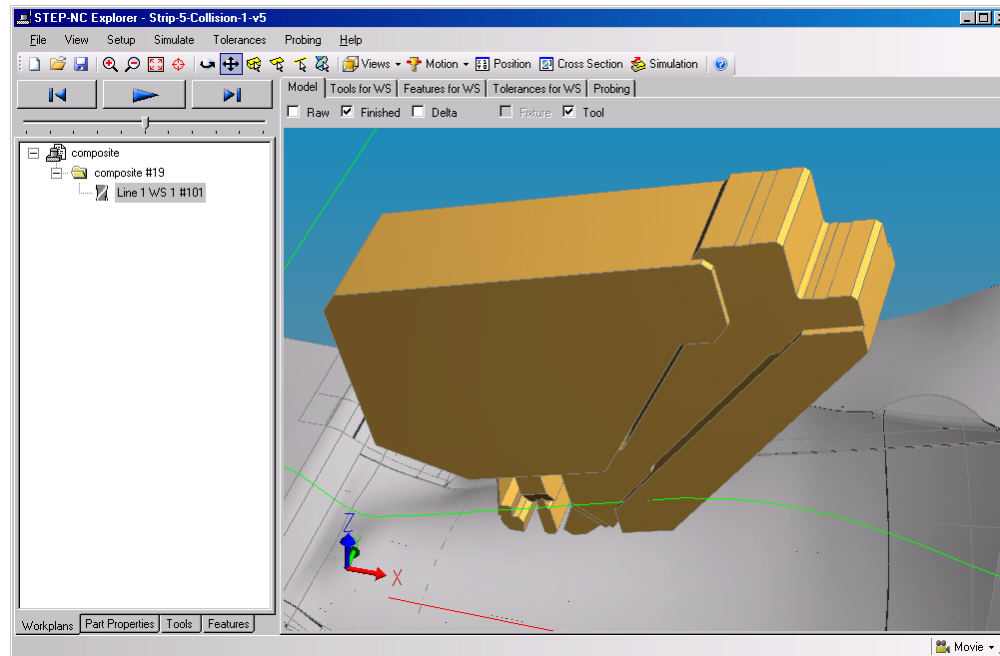 STEP-NC Explorer - Strip-5-Collision-1-v5
File View Setup Simulate Tolerances Probing Help
Views Motion Position Cross Section Simulation
Model Tools for WS Features for WS Tolerances for WS Probing
Raw Finished Delta Fixture Tool
composite
composite #19
Line 1 WS 1 #101
Z
X
Workplans Part Properties Tools Features
Movie